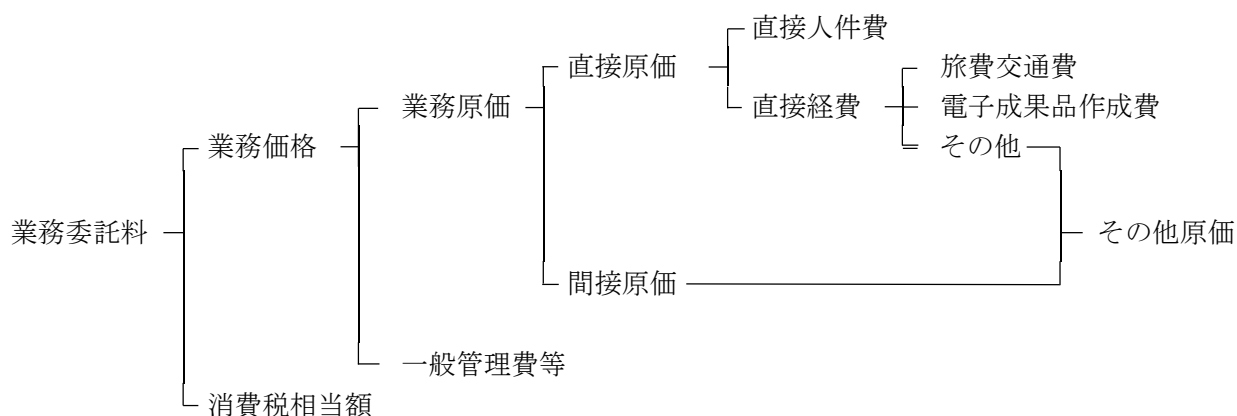 直接人件費
直接原価
旅費交通費
業務原価
直接経費
電子成果品作成費
業務価格
その他
業務委託料
その他原価
間接原価
一般管理費等
消費税相当額